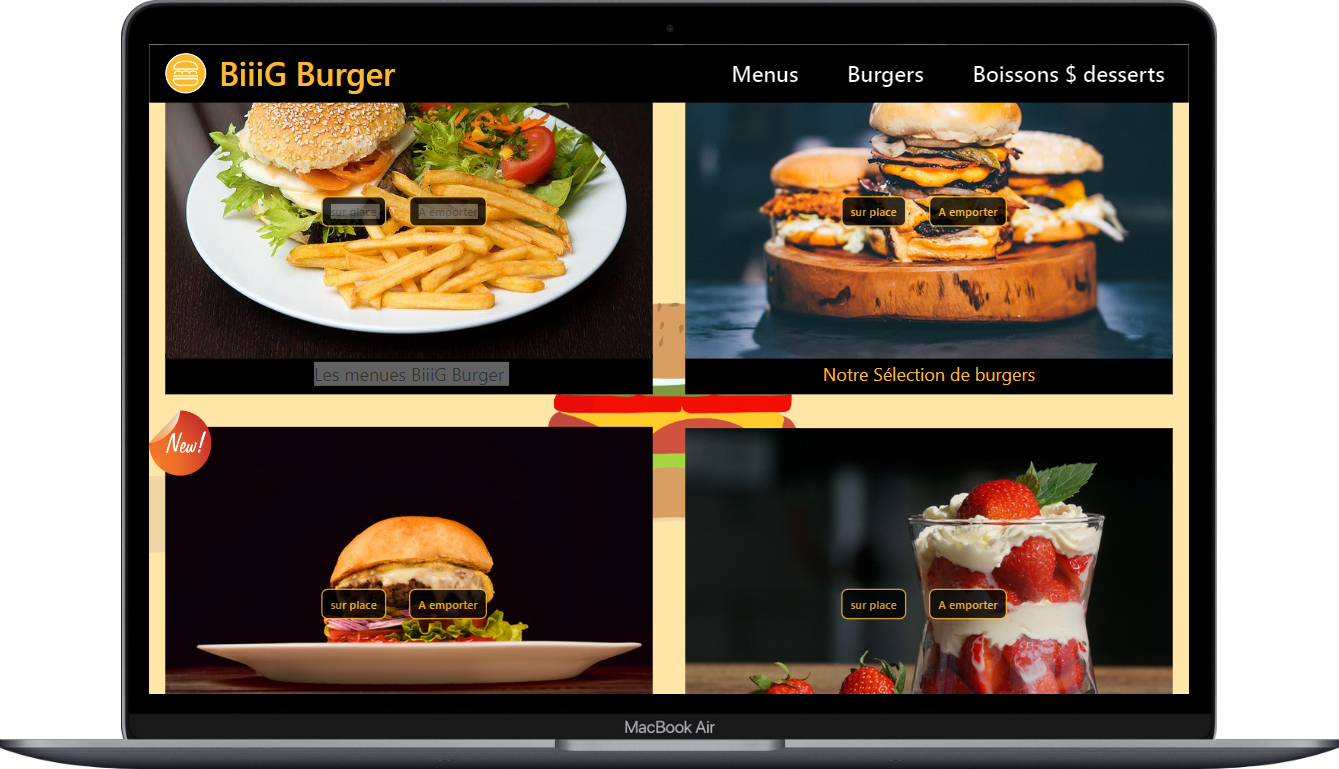 BiiiG Burger
Menus
Burgers
Boissons $ desserts
sur place
A emporter
sur place
A emporter
Les menues BiiiG Burger
Notre Sélection de burgers
New!
sur place
A emporter
sur place
A emporter
MacBook Air